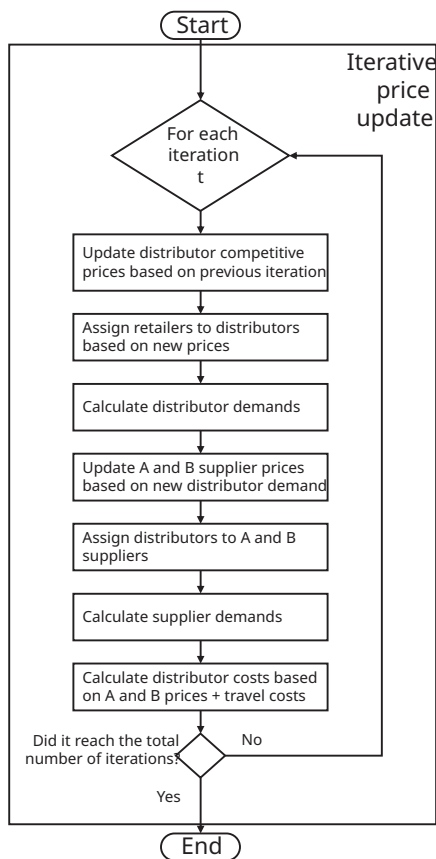 Start
Iterative
price
update
For each
iteration
t
Update distributor competitive
prices based on previous iteration
Assign retailers to distributors
based on new prices
Calculate distributor demands
Update A and B supplier prices
based on new distributor demand
Assign distributors to A and B
suppliers
Calculate supplier demands
Calculate distributor costs based
on A and B prices + travel costs
Did it reach the total
number of iterations?
No
Yes
End